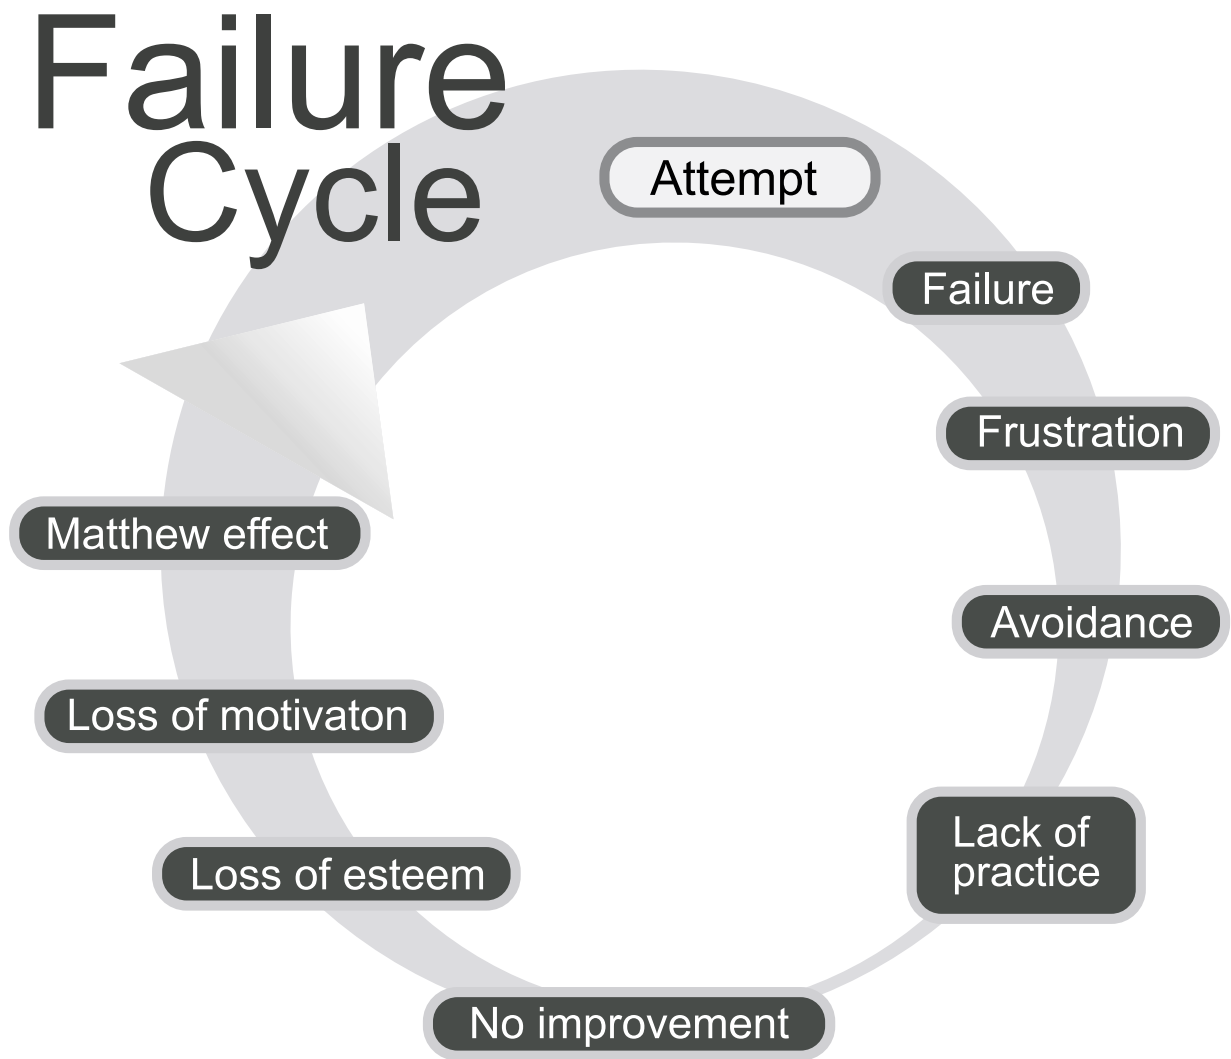 Failure
Cycle
Attempt
Failure
Frustration
Avoidance
Lack of
practice
No improvement
Loss of esteem
Loss of motivaton
Matthew effect